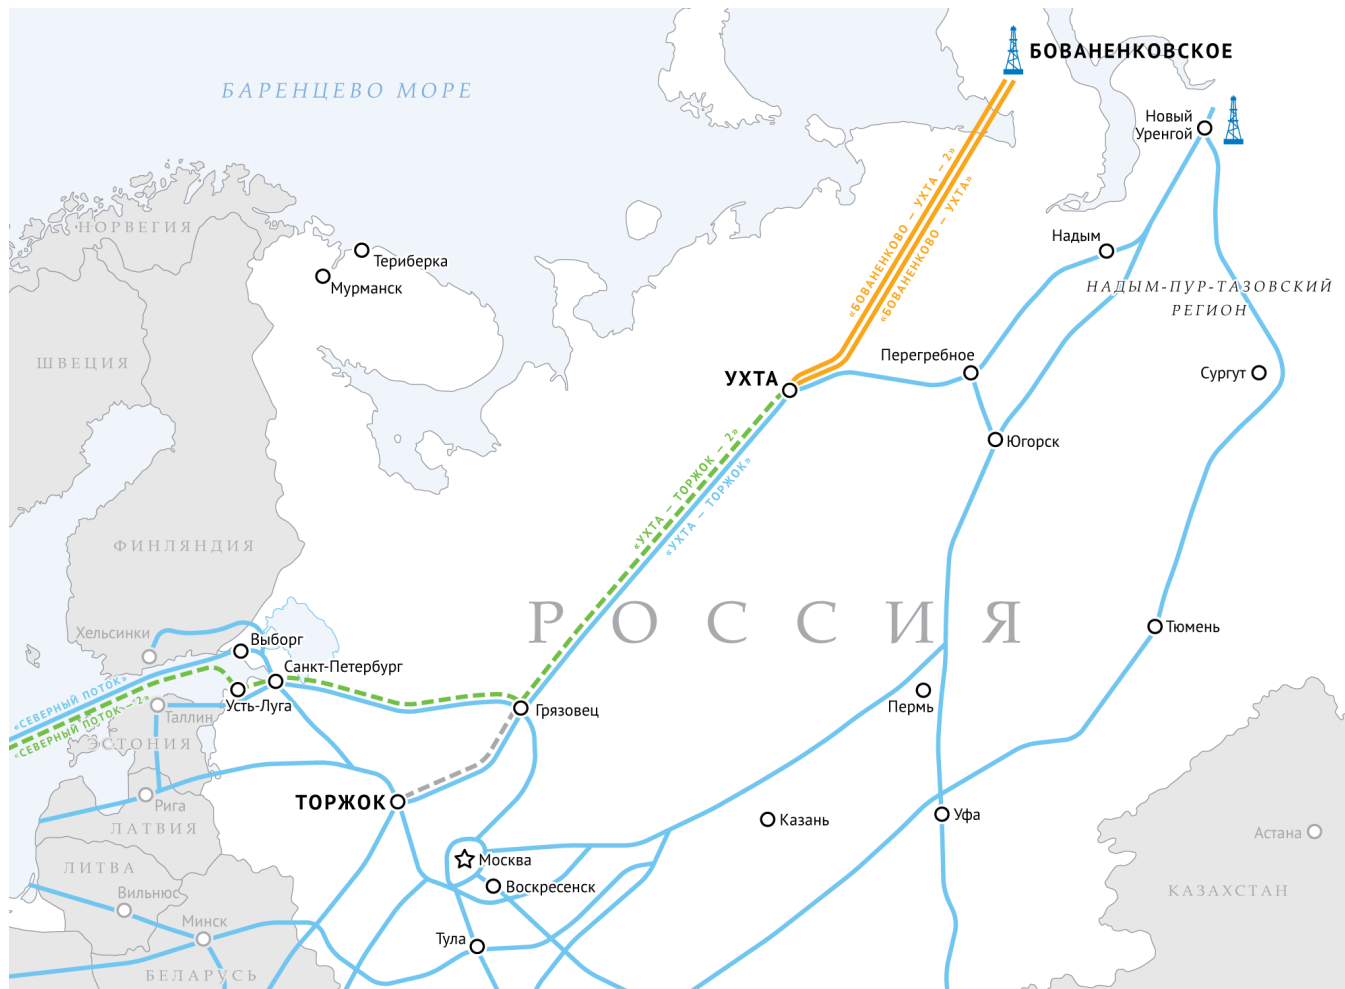 БОВАНЕНКОВСКОЕ
БАРЕНЦЕВО МОРЕ
Новый
Уренгой
«БОВАНЕНКОВО — УХТА — 2»
«БОВАНЕНКОВО — УХТА»
НОРВЕГИЯ
Териберка
Мурманск
Надым
НАДЫМ-ПУР-ТАЗОВСКИЙ
РЕГИОН
ШВЕЦИЯ
Перегребное
УХТА
Сургут
Югорск
«УХТА — ТОРЖОК — 2»
«УХТА — ТОРЖОК»
ФИНЛЯНДИЯ
РОССИЯ
Хельсинки
Выборг
Тюмень
Санкт-Петербург
«СЕВЕРНЫЙ ПОТОК»
«СЕВЕРНЫЙ ПОТОК — 2»
Усть-Луга
Таллин
Грязовец
Пермь
ЭСТОНИЯ
ТОРЖОК
Рига
Уфа
Казань
ЛАТВИЯ
Астана
Москва
ЛИТВА
Воскресенск
Вильнюс
КАЗАХСТАН
Минск
Тула
БЕЛАРУСЬ